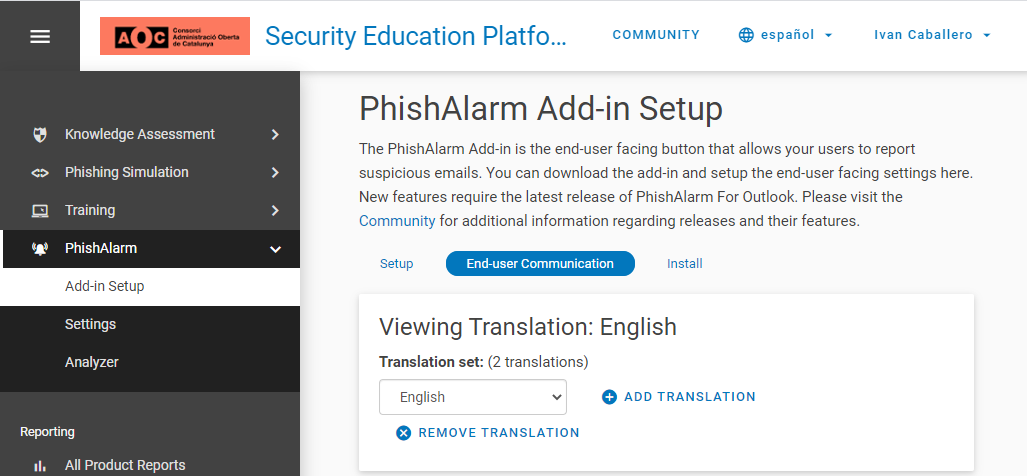 AOC
Consorci
Administració Oberta
de Catalunya
Security Education Platfo...
COMMUNITY
español
Ivan Caballero
Knowledge Assessment
Phishing Simulation
Training
PhishAlarm
Add-in Setup
Settings
Analyzer
Reporting
All Product Reports
PhishAlarm Add-in Setup
The PhishAlarm Add-in is the end-user facing button that allows your users to report
suspicious emails. You can download the add-in and setup the end-user facing settings here.
New features require the latest release of PhishAlarm For Outlook. Please visit the
Community for additional information regarding releases and their features.
Setup
End-user Communication
Install
Viewing Translation: English
Translation set: (2 translations)
English
ADD TRANSLATION
REMOVE TRANSLATION